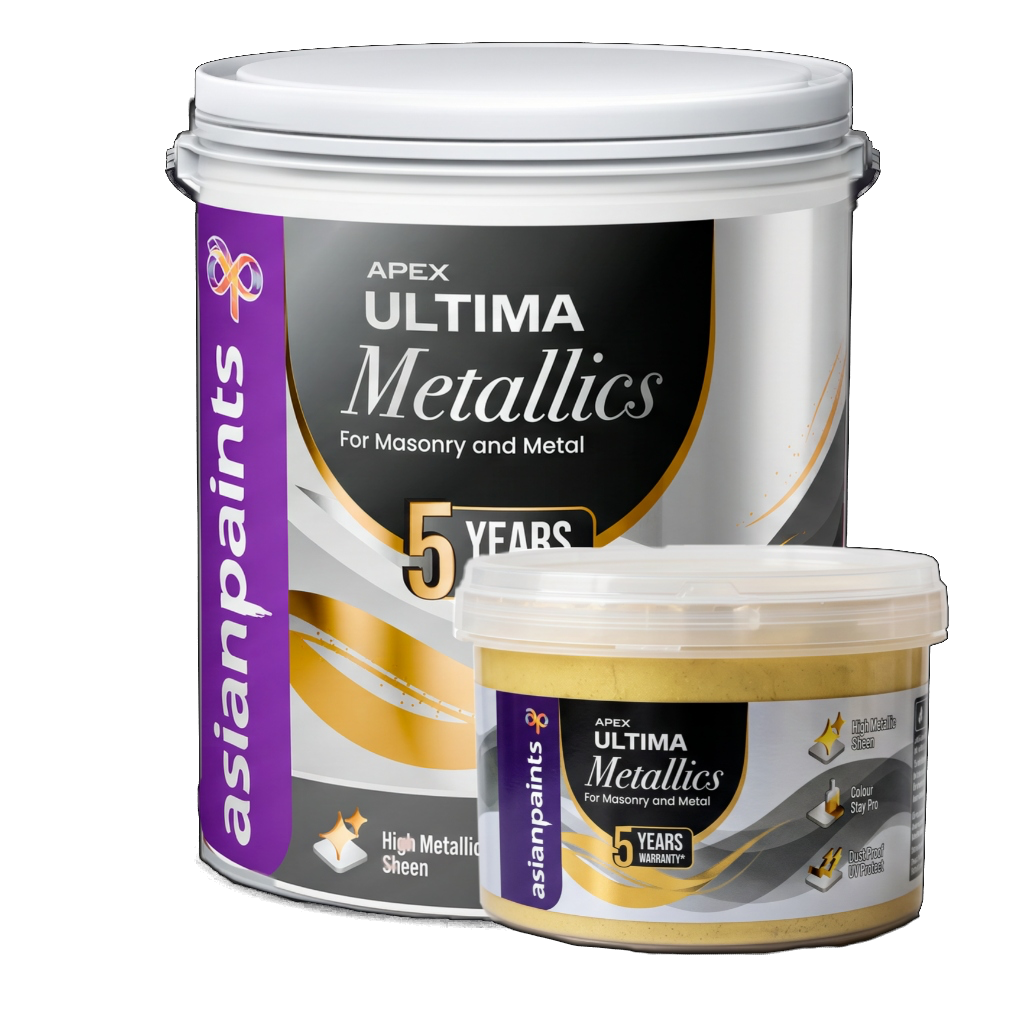 asianpaints
APEX
ULTIMA
Metallics
For Masonry and Metal
5 YEARS
High Metallic
Sheen
asianpaints
APEX
ULTIMA
Metallics
For Masonry and Metal
5 YEARS
WARRANTY*
High Metallic
Sheen
Colour
Stay Pro
Dust Proof
UV Protect